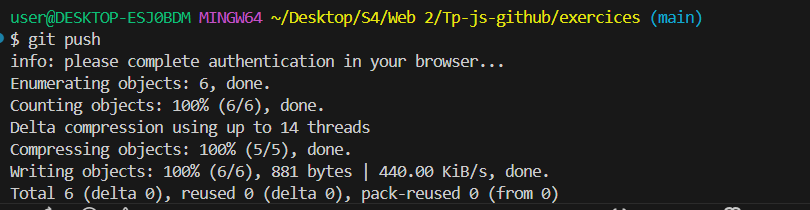 user@DESKTOP-ESJ0BDM MINGW64 ~/Desktop/S4/Web 2/Tp-js-github/exercices (main)
$ git push
info: please complete authentication in your browser...
Enumerating objects: 6, done.
Counting objects: 100% (6/6), done.
Delta compression using up to 14 threads
Compressing objects: 100% (5/5), done.
Writing objects: 100% (6/6), 881 bytes | 440.00 KiB/s, done.
Total 6 (delta 0), reused 0 (delta 0), pack-reused 0 (from 0)